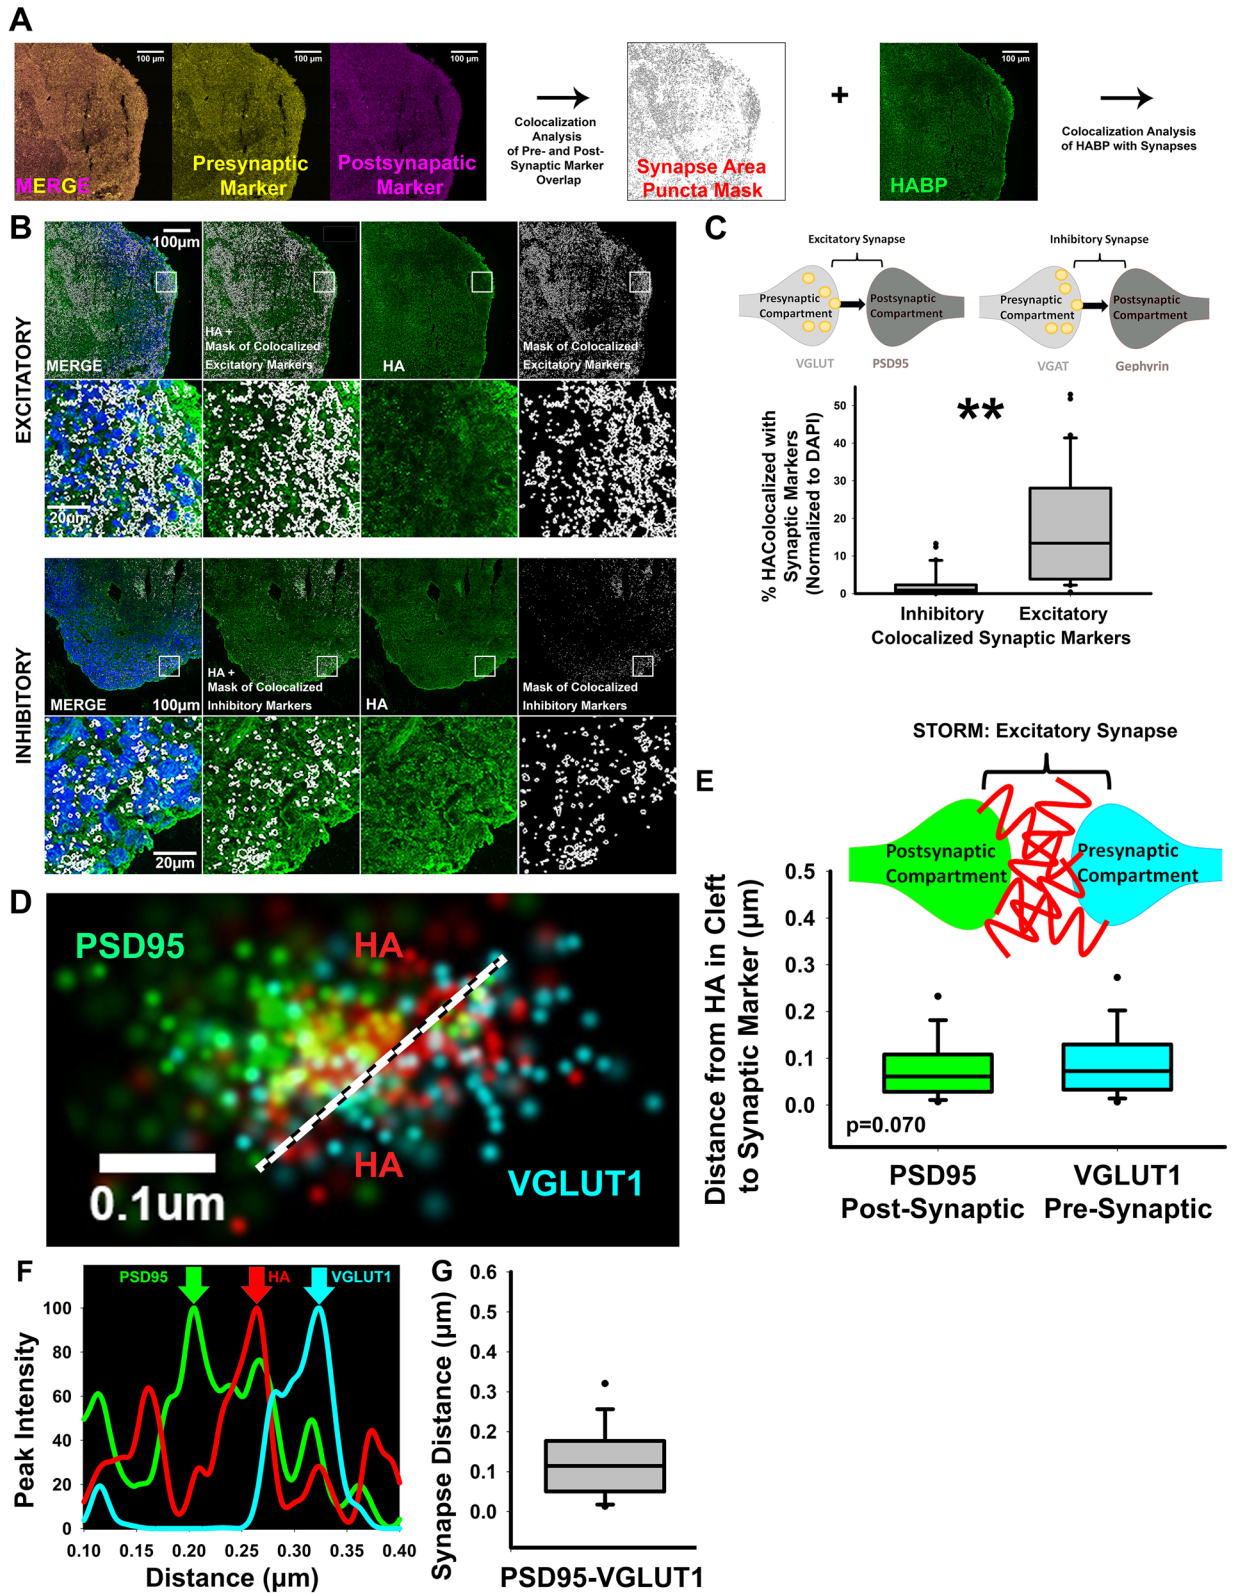 A
100 µm
100 µm
100 µm
MERGE
Presynaptic
Marker
Postsynapatic
Marker
Colocalization
Analysis
of Pre- and Post-
Synaptic Marker
Overlap
Synapse Area
Puncta Mask
+
100 µm
HABP
Colocalization Analysis
of HABP with Synapses
B
EXCITATORY
100µm
MERGE
HA +
Mask of Colocalized
Excitatory Markers
HA
Mask of Colocalized
Excitatory Markers
20µm
INHIBITORY
MERGE
100µm
HA +
Mask of Colocalized
Inhibitory Markers
HA
Mask of Colocalized
Inhibitory Markers
20µm
C
Excitatory Synapse
Inhibitory Synapse
Presynaptic
Compartment
Postsynaptic
Compartment
Presynaptic
Compartment
Postsynaptic
Compartment
VGLUT
PSD95
VGAT
Gephyrin
% HAColocalized with
Synaptic Markers
(Normalized to DAPI)
50
40
30
20
10
0
**
Inhibitory
Excitatory
Colocalized Synaptic Markers
D
PSD95
HA
HA
VGLUT1
0.1um
STORM: Excitatory Synapse
E
Postsynaptic
Compartment
Presynaptic
Compartment
Distance from HA in Cleft
to Synaptic Marker (µm)
0.5
0.4
0.3
0.2
0.1
0.0
p=0.070
PSD95
Post-Synaptic
VGLUT1
Pre-Synaptic
F
PSD95
HA
VGLUT1
Peak Intensity
100
80
60
40
20
0
0.10
0.15
0.20
0.25
0.30
0.35
0.40
Distance (µm)
G
Synapse Distance (µm)
0.6
0.5
0.4
0.3
0.2
0.1
0.0
PSD95-VGLUT1